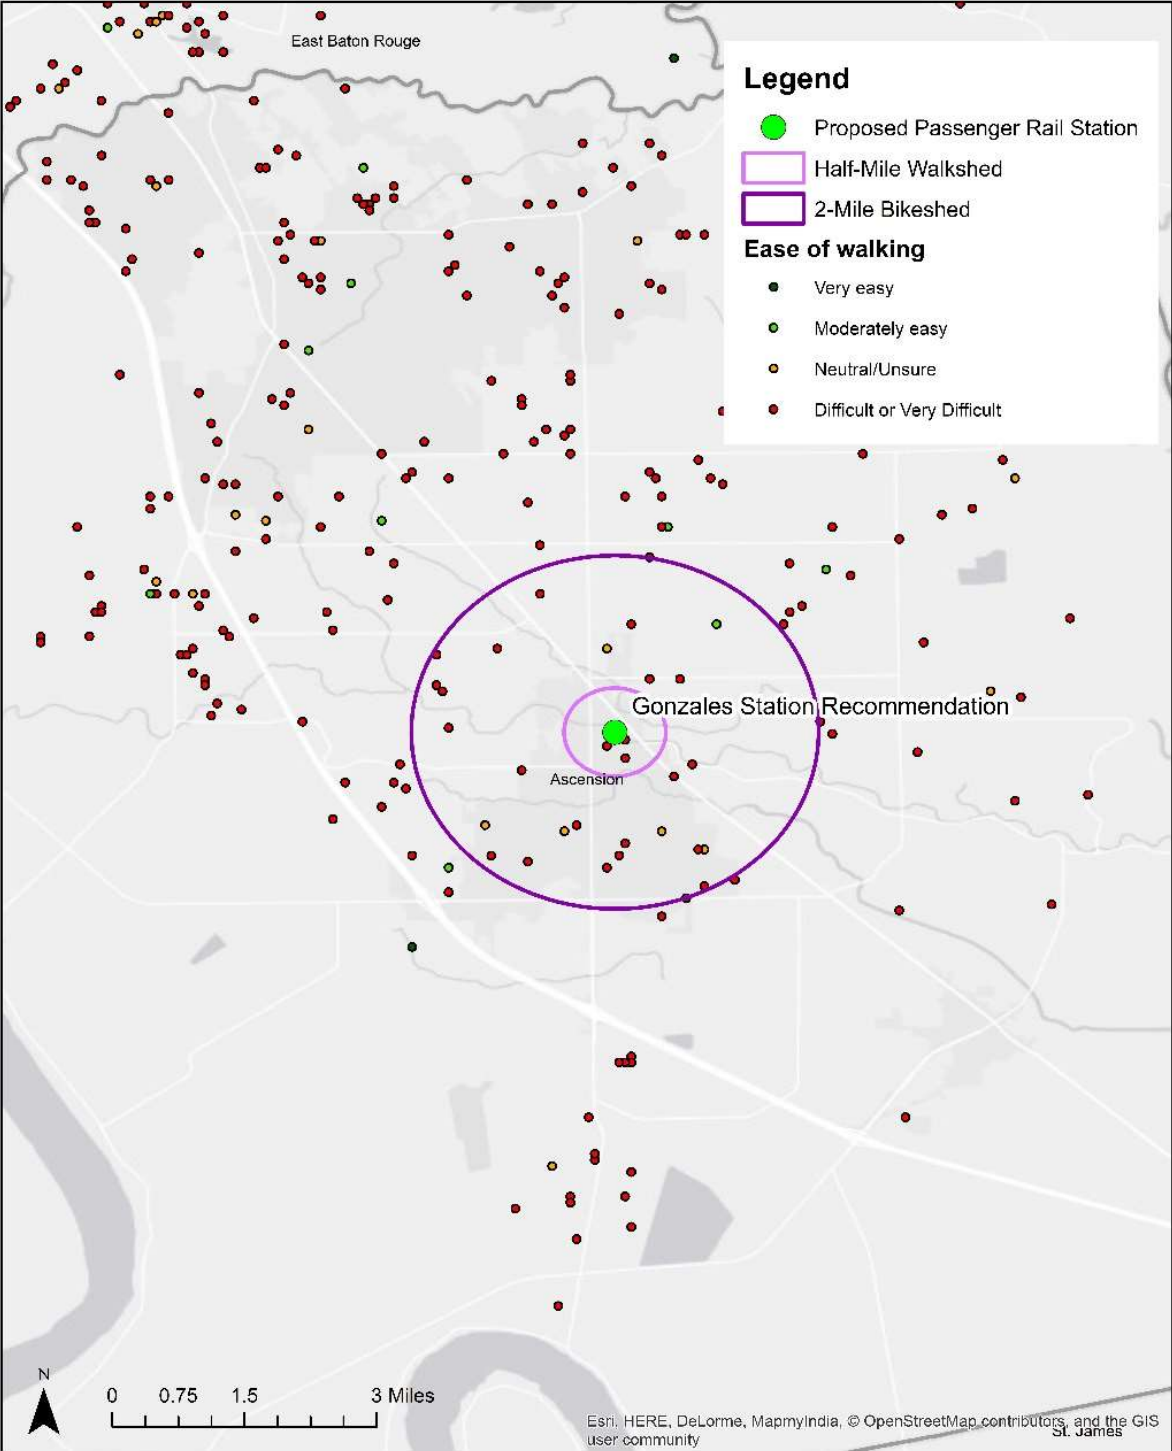 East Baton Rouge
Legend
Proposed Passenger Rail Station
Half-Mile Walkshed
2-Mile Bikeshed
Ease of walking
Very easy
Moderately easy
Neutral/Unsure
Difficult or Very Difficult
Gonzales Station Recommendation
Ascension
N
0 0.75 1.5 3 Miles
Esri, HERE, DeLorme, MapmyIndia, © OpenStreetMap contributors, and the GIS
user community
St. James